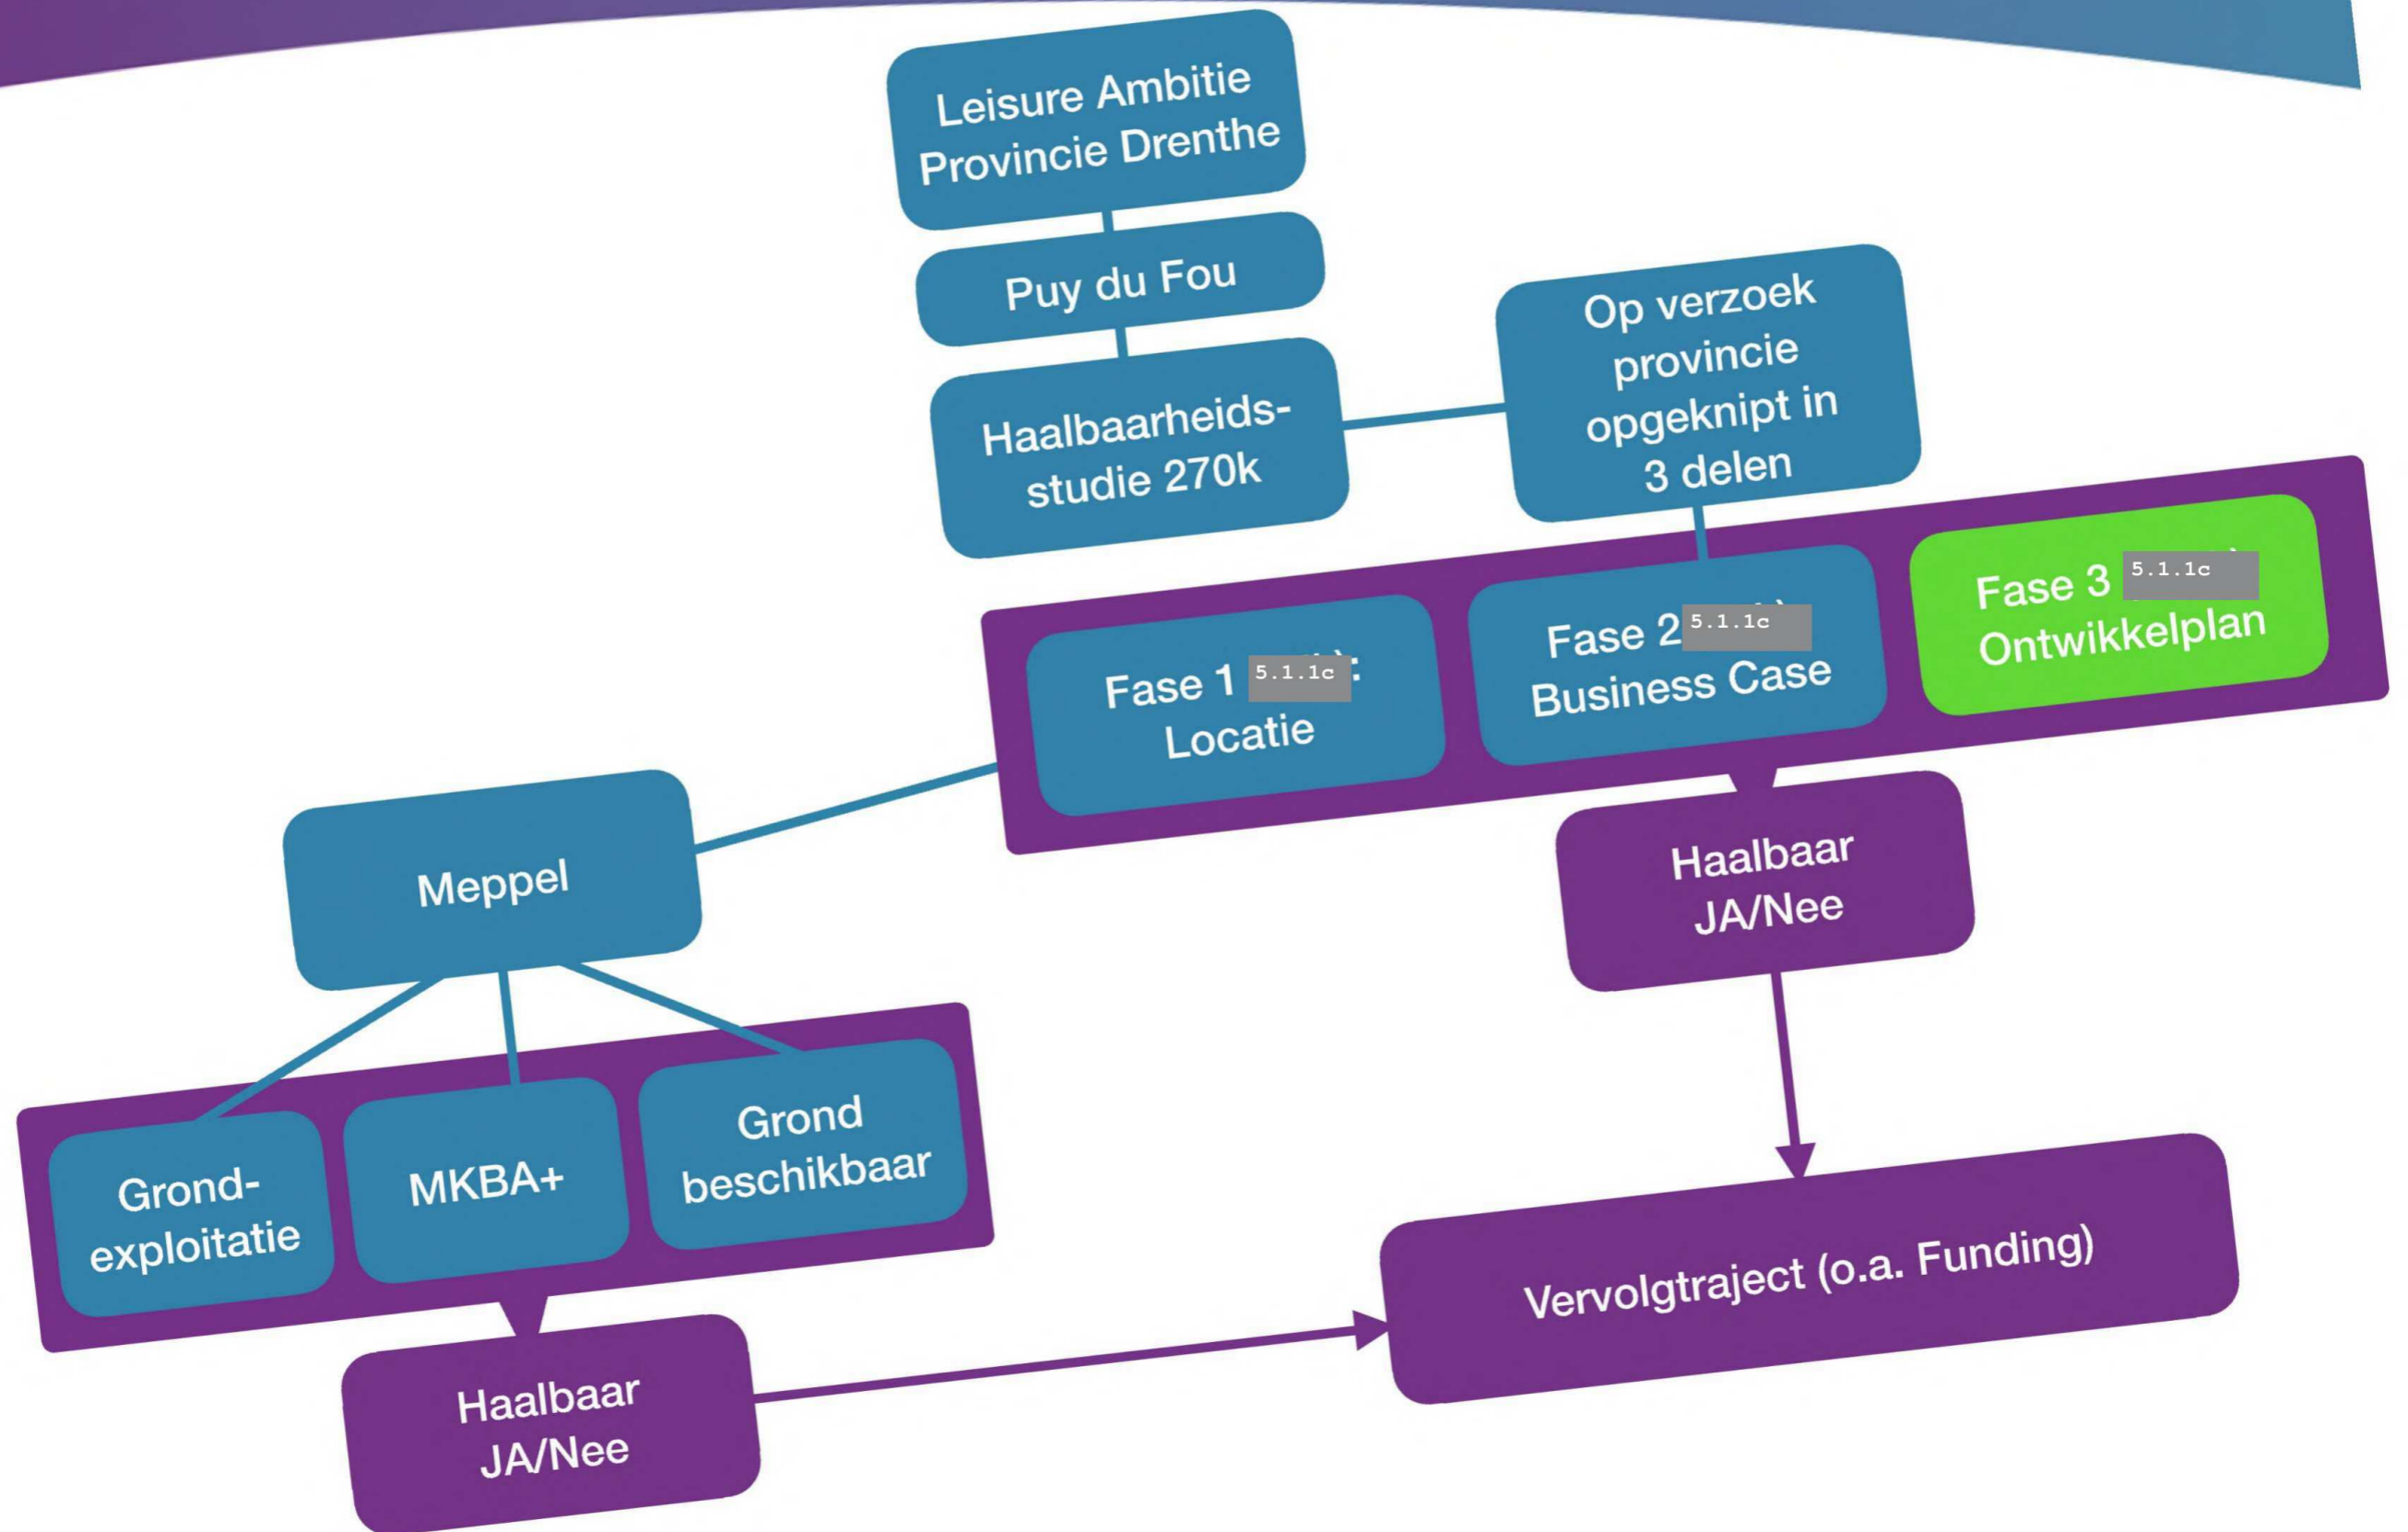 Leisure Ambitie
Provincie Drenthe
Puy du Fou
Haalbaarheids-
studie 270k
Op verzoek
provincie
opgeknipt in
3 delen
Fase 1 5.1.1c :
Locatie
Fase 2 5.1.1c
Business Case
Fase 3 5.1.1c
Ontwikkelplan
Meppel
Haalbaar
JA/Nee
Grond-
exploitatie
MKBA+
Grond
beschikbaar
Haalbaar
JA/Nee
Vervolgtraject (o.a. Funding)